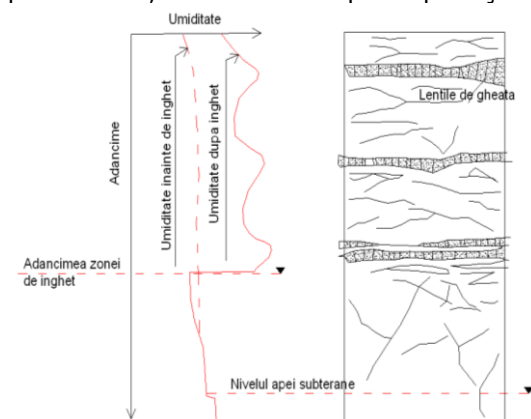 Umiditate
Adancime
Umiditate inainte de inghet
Umiditate dupa inghet
Lentile de gheata
Adancimea zonei
de inghet
Nivelul apei subterane